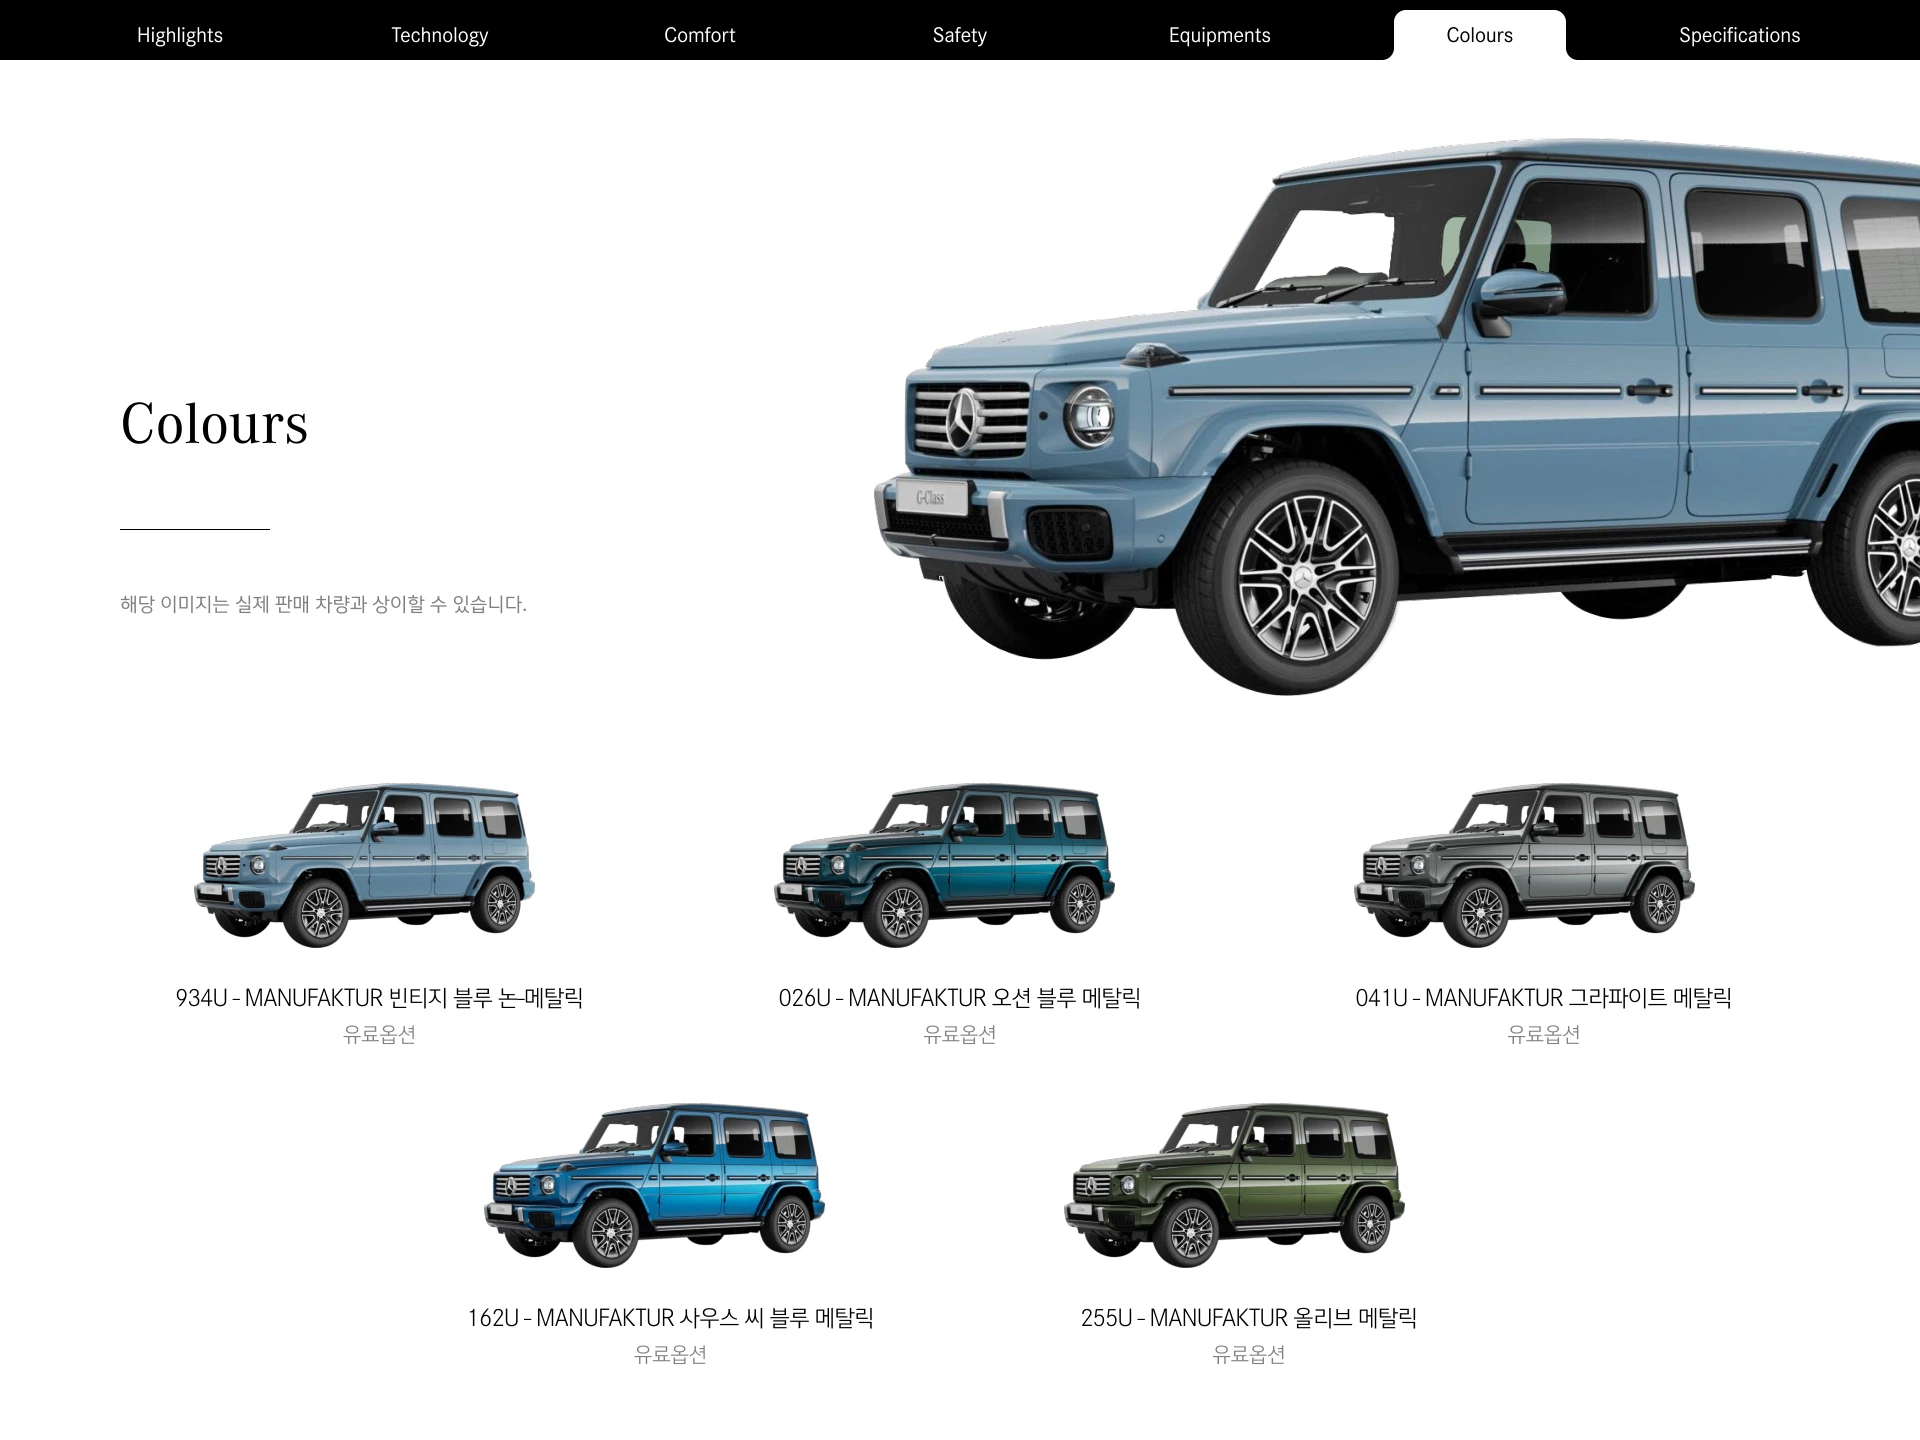 Highlights
Technology
Comfort
Safety
Equipments
Colours
Specifications
Colours
해당 이미지는 실제 판매 차량과 상이할 수 있습니다.
G-Class
934U - MANUFAKTUR 빈티지 블루 논-메탈릭
유료옵션
026U - MANUFAKTUR 오션 블루 메탈릭
유료옵션
041U - MANUFAKTUR 그라파이트 메탈릭
유료옵션
162U - MANUFAKTUR 사우스 씨 블루 메탈릭
유료옵션
255U - MANUFAKTUR 올리브 메탈릭
유료옵션